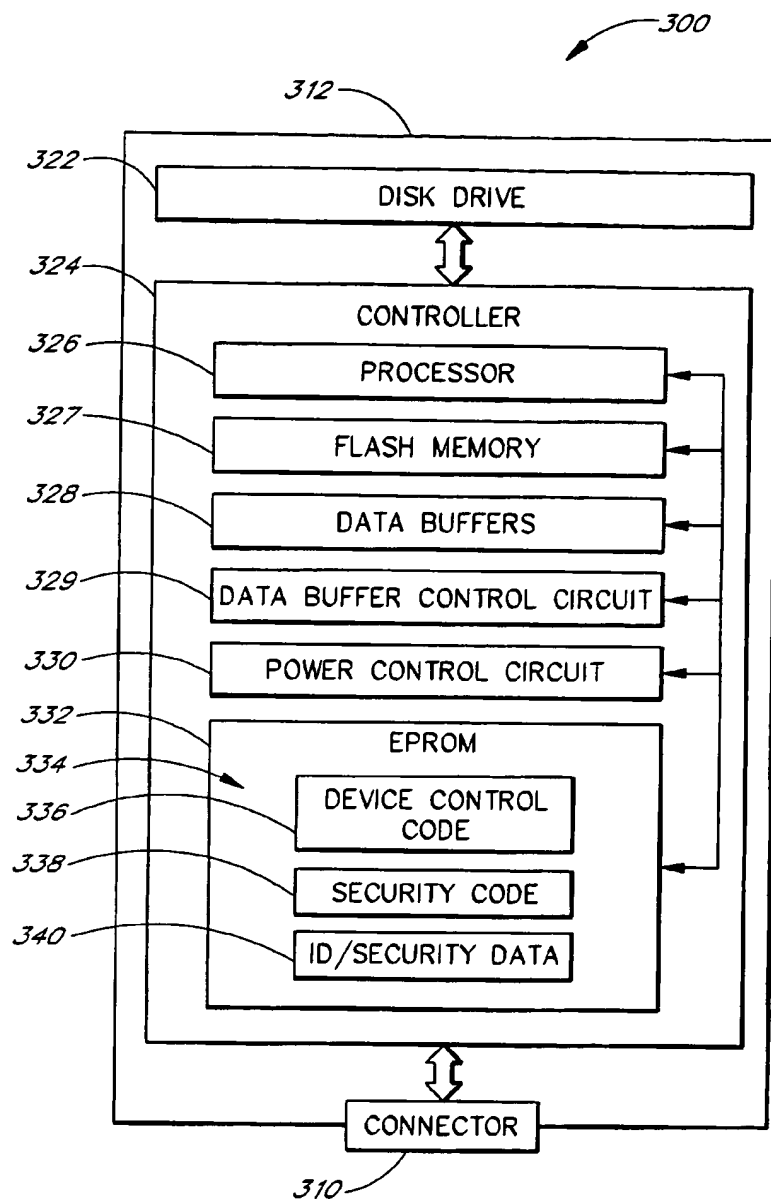 300
312
322
DISK DRIVE
324
CONTROLLER
326
PROCESSOR
327
FLASH MEMORY
328
DATA BUFFERS
329
DATA BUFFER CONTROL CIRCUIT
330
POWER CONTROL CIRCUIT
332
EPROM
334
336
DEVICE CONTROL
CODE
338
SECURITY CODE
340
ID/SECURITY DATA
CONNECTOR
310